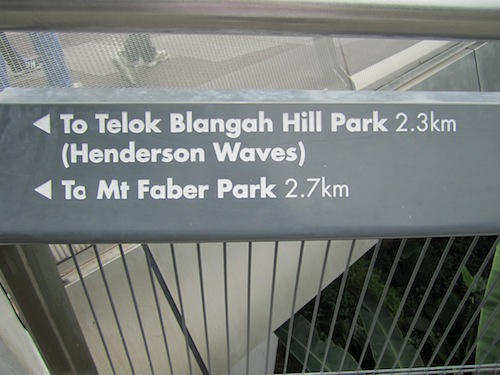 ◀ To Telok Blangah Hill Park 2.3km
(Henderson Waves)
◀ To Mt Faber Park 2.7km